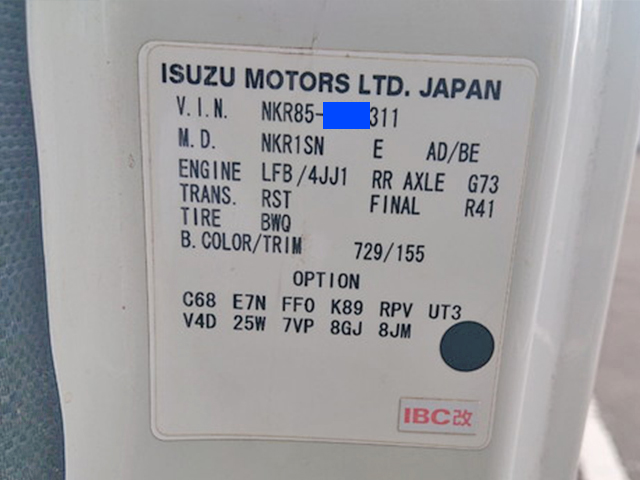 ISUZU MOTORS LTD. JAPAN
V.I.N. NKR85- 311
M.D. NKR1SN E AD/BE
ENGINE LFB/4JJ1 RR AXLE G73
TRANS. RST FINAL R41
TIRE BWQ
B.COLOR/TRIM 729/155
OPTION
C68 E7N FFO K89 RPV UT3
V4D 25W 7VP 8GJ 8JM
IBC改